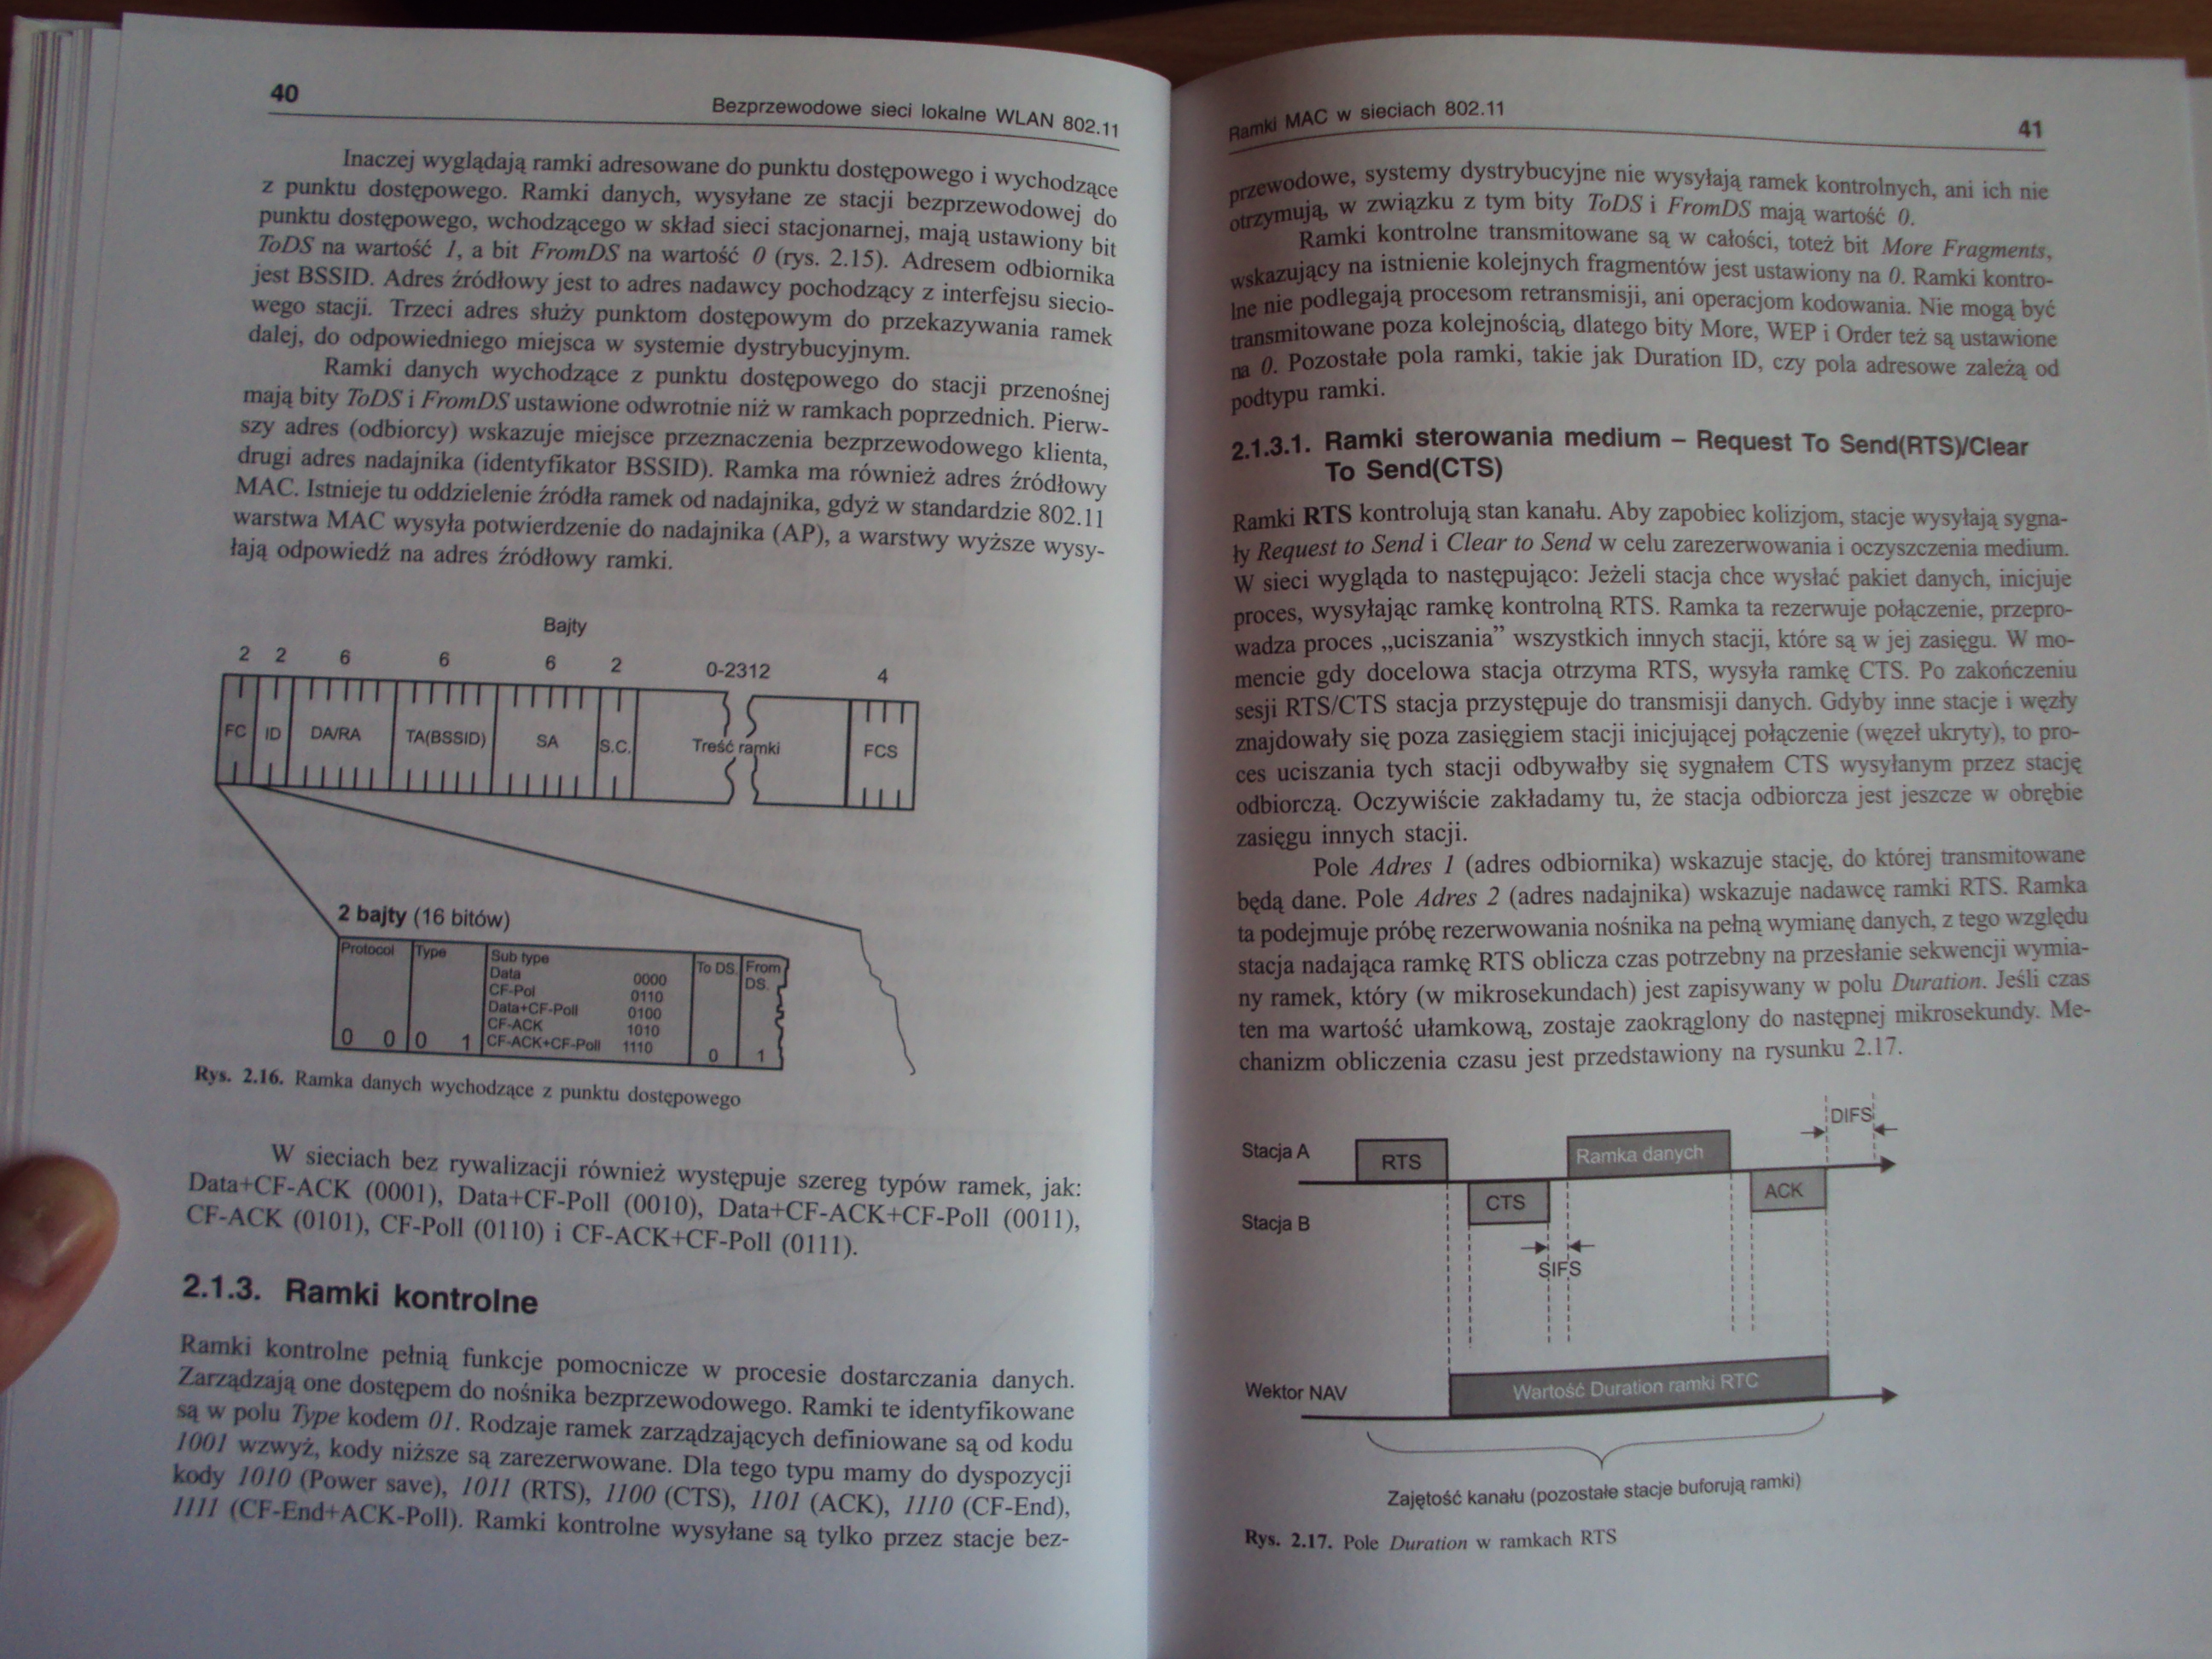 40
Bezprzewodowe sieci lokalne WLAN 802.11
Inaczej wyglądają ramki adresowane do punktu dostępowego i wychodzące
z punktu dostępowego. Ramki danych, wysyłane ze stacji bezprzewodowej do
punktu dostępowego, wchodzącego w skład sieci stacjonarnej, mają ustawiony bit
ToDS na wartość 1, a bit FromDS na wartość 0 (rys. 2.15). Adresem odbiornika
jest BSSID. Adres źródłowy jest to adres nadawcy pochodzący z interfejsu siecio-
wego stacji. Trzeci adres służy punktom dostępowym do przekazywania ramek
dalej, do odpowiedniego miejsca w systemie dystrybucyjnym.
Ramki danych wychodzące z punktu dostępowego do stacji przenośnej
mają bity ToDS i FromDS ustawione odwrotnie niż w ramkach poprzednich. Pierw-
szy adres (odbiorcy) wskazuje miejsce przeznaczenia bezprzewodowego klienta,
drugi adres nadajnika (identyfikator BSSID). Ramka ma również adres źródłowy
MAC. Istnieje tu oddzielenie źródła ramek od nadajnika, gdyż w standardzie 802.11
warstwa MAC wysyła potwierdzenie do nadajnika (AP), a warstwy wyższe wysy-
łają odpowiedź na adres źródłowy ramki.
Bajty
2 2 6 6 6 2 0-2312 4
FC ID DA/RA TA(BSSID) SA S.C. Treść ramki FCS
2 bajty (16 bitów)
Protocol Type Sub type To DS. From DS.
Data 0000
CF-Pol 0110
Data+CF-Poll 0100
CF-ACK 1010
0 0 0 1 CF-ACK+CF-Poll 1110 0 1
Rys. 2.16. Ramka danych wychodzące z punktu dostępowego
W sieciach bez rywalizacji również występuje szereg typów ramek, jak:
Data+CF-ACK (0001), Data+CF-Poll (0010), Data+CF-ACK+CF-Poll (0011),
CF-ACK (0101), CF-Poll (0110) i CF-ACK+CF-Poll (0111).
2.1.3. Ramki kontrolne
Ramki kontrolne pełnią funkcje pomocnicze w procesie dostarczania danych.
Zarządzają one dostępem do nośnika bezprzewodowego. Ramki te identyfikowane
są w polu Type kodem 01. Rodzaje ramek zarządzających definiowane są od kodu
1001 wzwyż, kody niższe są zarezerwowane. Dla tego typu mamy do dyspozycji
kody 1010 (Power save), 1011 (RTS), 1100 (CTS), 1101 (ACK), 1110 (CF-End),
1111 (CF-End+ACK-Poll). Ramki kontrolne wysyłane są tylko przez stacje bez-
Ramki MAC w sieciach 802.11
41
przewodowe, systemy dystrybucyjne nie wysyłają ramek kontrolnych, ani ich nie
otrzymują, w związku z tym bity ToDS i FromDS mają wartość 0.
Ramki kontrolne transmitowane są w całości, toteż bit More Fragments,
wskazujący na istnienie kolejnych fragmentów jest ustawiony na 0. Ramki kontro-
lne nie podlegają procesom retransmisji, ani operacjom kodowania. Nie mogą być
transmitowane poza kolejnością, dlatego bity More, WEP i Order też są ustawione
na 0. Pozostałe pola ramki, takie jak Duration ID, czy pola adresowe zależą od
podtypu ramki.
2.1.3.1. Ramki sterowania medium – Request To Send(RTS)/Clear
To Send(CTS)
Ramki RTS kontrolują stan kanału. Aby zapobiec kolizjom, stacje wysyłają sygna-
ły Request to Send i Clear to Send w celu zarezerwowania i oczyszczenia medium.
W sieci wygląda to następująco: Jeżeli stacja chce wysłać pakiet danych, inicjuje
proces, wysyłając ramkę kontrolną RTS. Ramka ta rezerwuje połączenie, przepro-
wadza proces „uciszania” wszystkich innych stacji, które są w jej zasięgu. W mo-
mencie gdy docelowa stacja otrzyma RTS, wysyła ramkę CTS. Po zakończeniu
sesji RTS/CTS stacja przystępuje do transmisji danych. Gdyby inne stacje i węzły
znajdowały się poza zasięgiem stacji inicjującej połączenie (węzeł ukryty), to pro-
ces uciszania tych stacji odbywałby się sygnałem CTS wysyłanym przez stację
odbiorczą. Oczywiście zakładamy tu, że stacja odbiorcza jest jeszcze w obrębie
zasięgu innych stacji.
Pole Adres 1 (adres odbiornika) wskazuje stację, do której transmitowane
będą dane. Pole Adres 2 (adres nadajnika) wskazuje nadawcę ramki RTS. Ramka
ta podejmuje próbę rezerwowania nośnika na pełną wymianę danych, z tego względu
stacja nadająca ramkę RTS oblicza czas potrzebny na przesłanie sekwencji wymia-
ny ramek, który (w mikrosekundach) jest zapisywany w polu Duration. Jeśli czas
ten ma wartość ułamkową, zostaje zaokrąglony do następnej mikrosekundy. Me-
chanizm obliczenia czasu jest przedstawiony na rysunku 2.17.
DIFS
Stacja A RTS Ramka danych
CTS ACK
Stacja B
SIFS
Wektor NAV Wartość Duration ramki RTC
Zajętość kanału (pozostałe stacje buforują ramki)
Rys. 2.17. Pole Duration w ramkach RTS